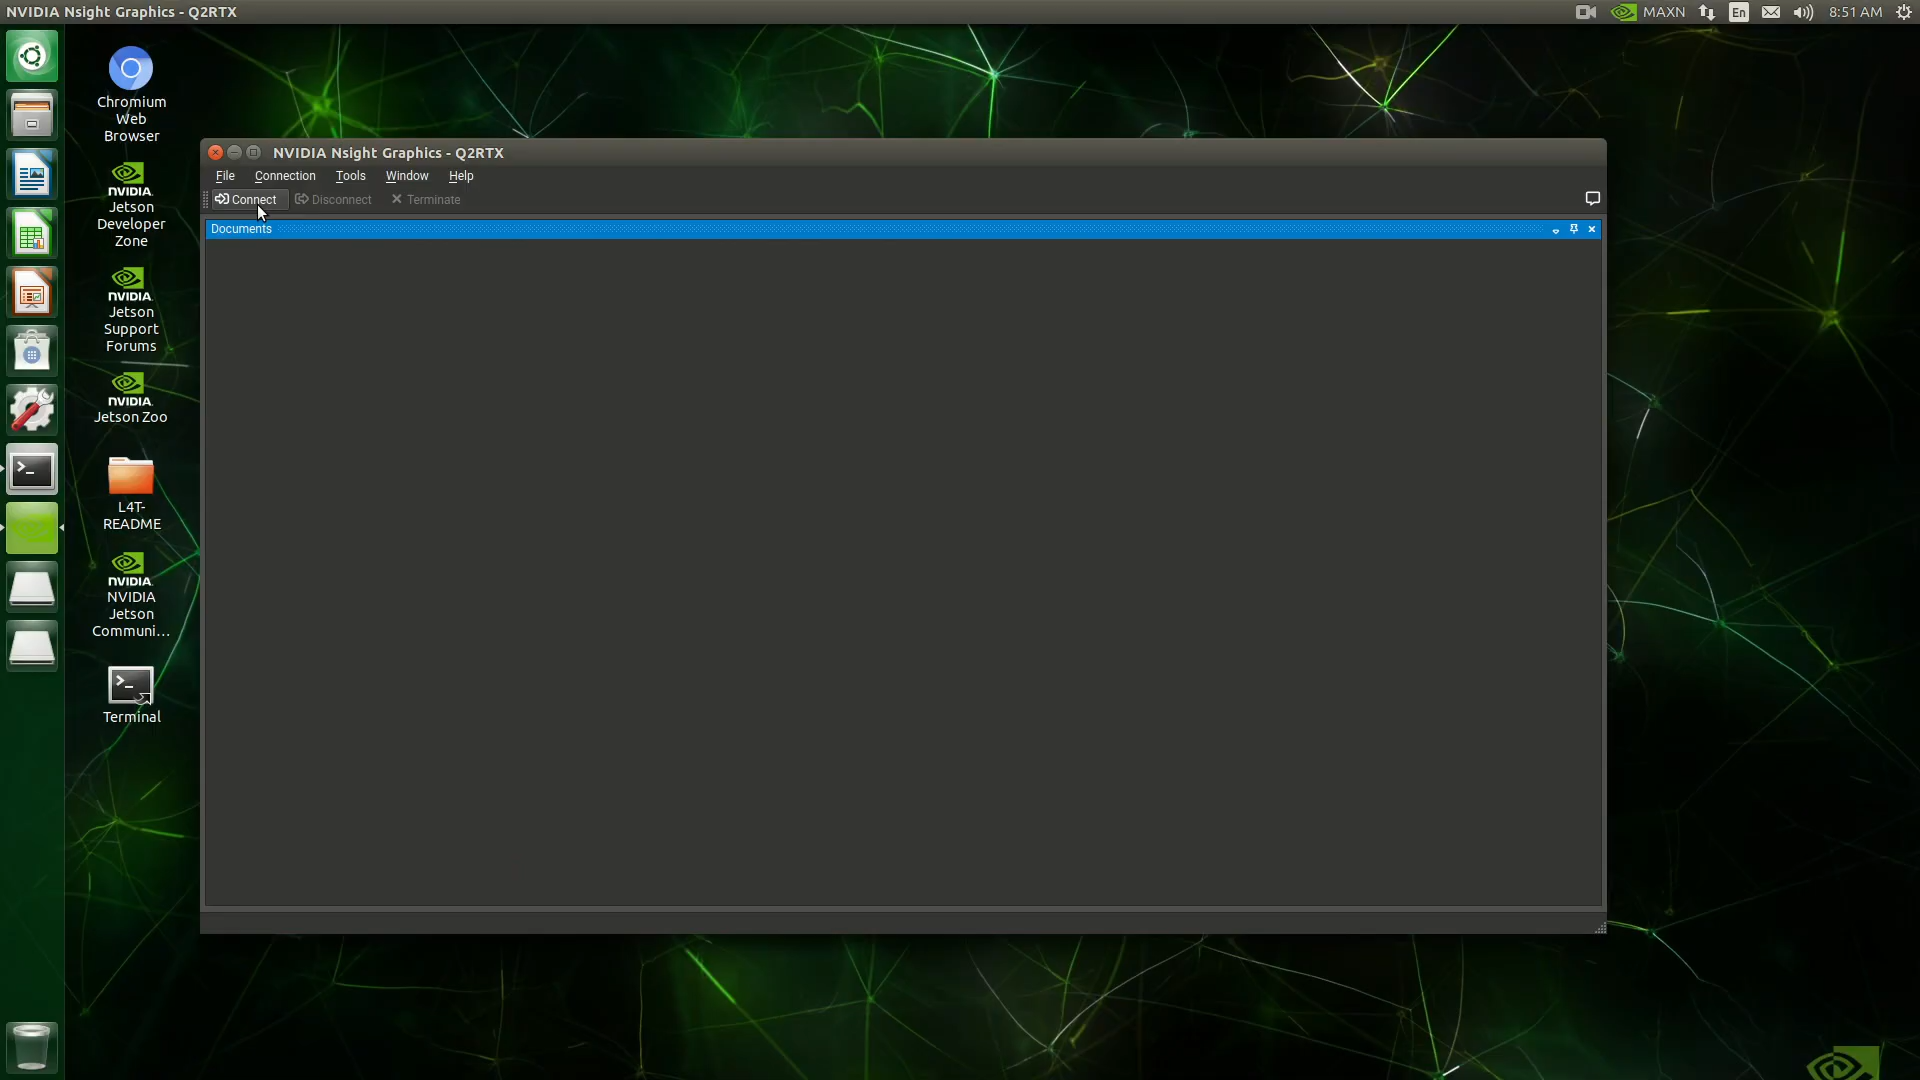 NVIDIA Nsight Graphics - Q2RTX
MAXN
En
8:51 AM
Chromium
Web
Browser
NVIDIA.
Jetson
Developer
Zone
NVIDIA.
Jetson
Support
Forums
NVIDIA.
Jetson Zoo
L4T-
README
NVIDIA.
NVIDIA
Jetson
Communi...
>_
Terminal
NVIDIA Nsight Graphics - Q2RTX
File Connection Tools Window Help
Connect Disconnect Terminate
Documents